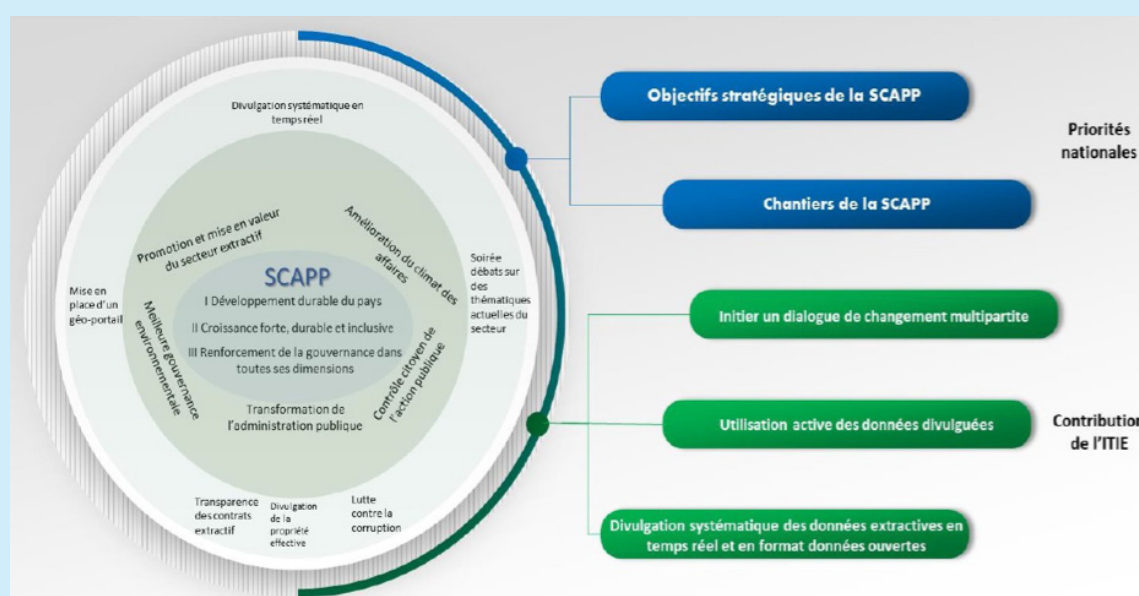 Divulgation systématique en
temps réel
Promotion et mise en valeur
du secteur extractif
Amélioration du climat des
affaires
SCAPP
I Développement durable du pays
II Croissance forte, durable et inclusive
III Renforcement de la gouvernance dans
toutes ses dimensions
Mise en
place d'un
géo-portail
Meilleure gouvernance
environnementale
Soirée
débats sur
des
thématiques
actuelles du
secteur
Contrôle citoyen de
l'action publique
Transformation de
l'administration publique
Transparence
des contrats
extractif
Divulgation
de la
propriété
effective
Lutte
contre la
corruption
Objectifs stratégiques de la SCAPP
Chantiers de la SCAPP
Priorités
nationales
Initier un dialogue de changement multipartite
Utilisation active des données divulguées
Divulgation systématique des données extractives en
temps réel et en format données ouvertes
Contribution
de l'ITIE